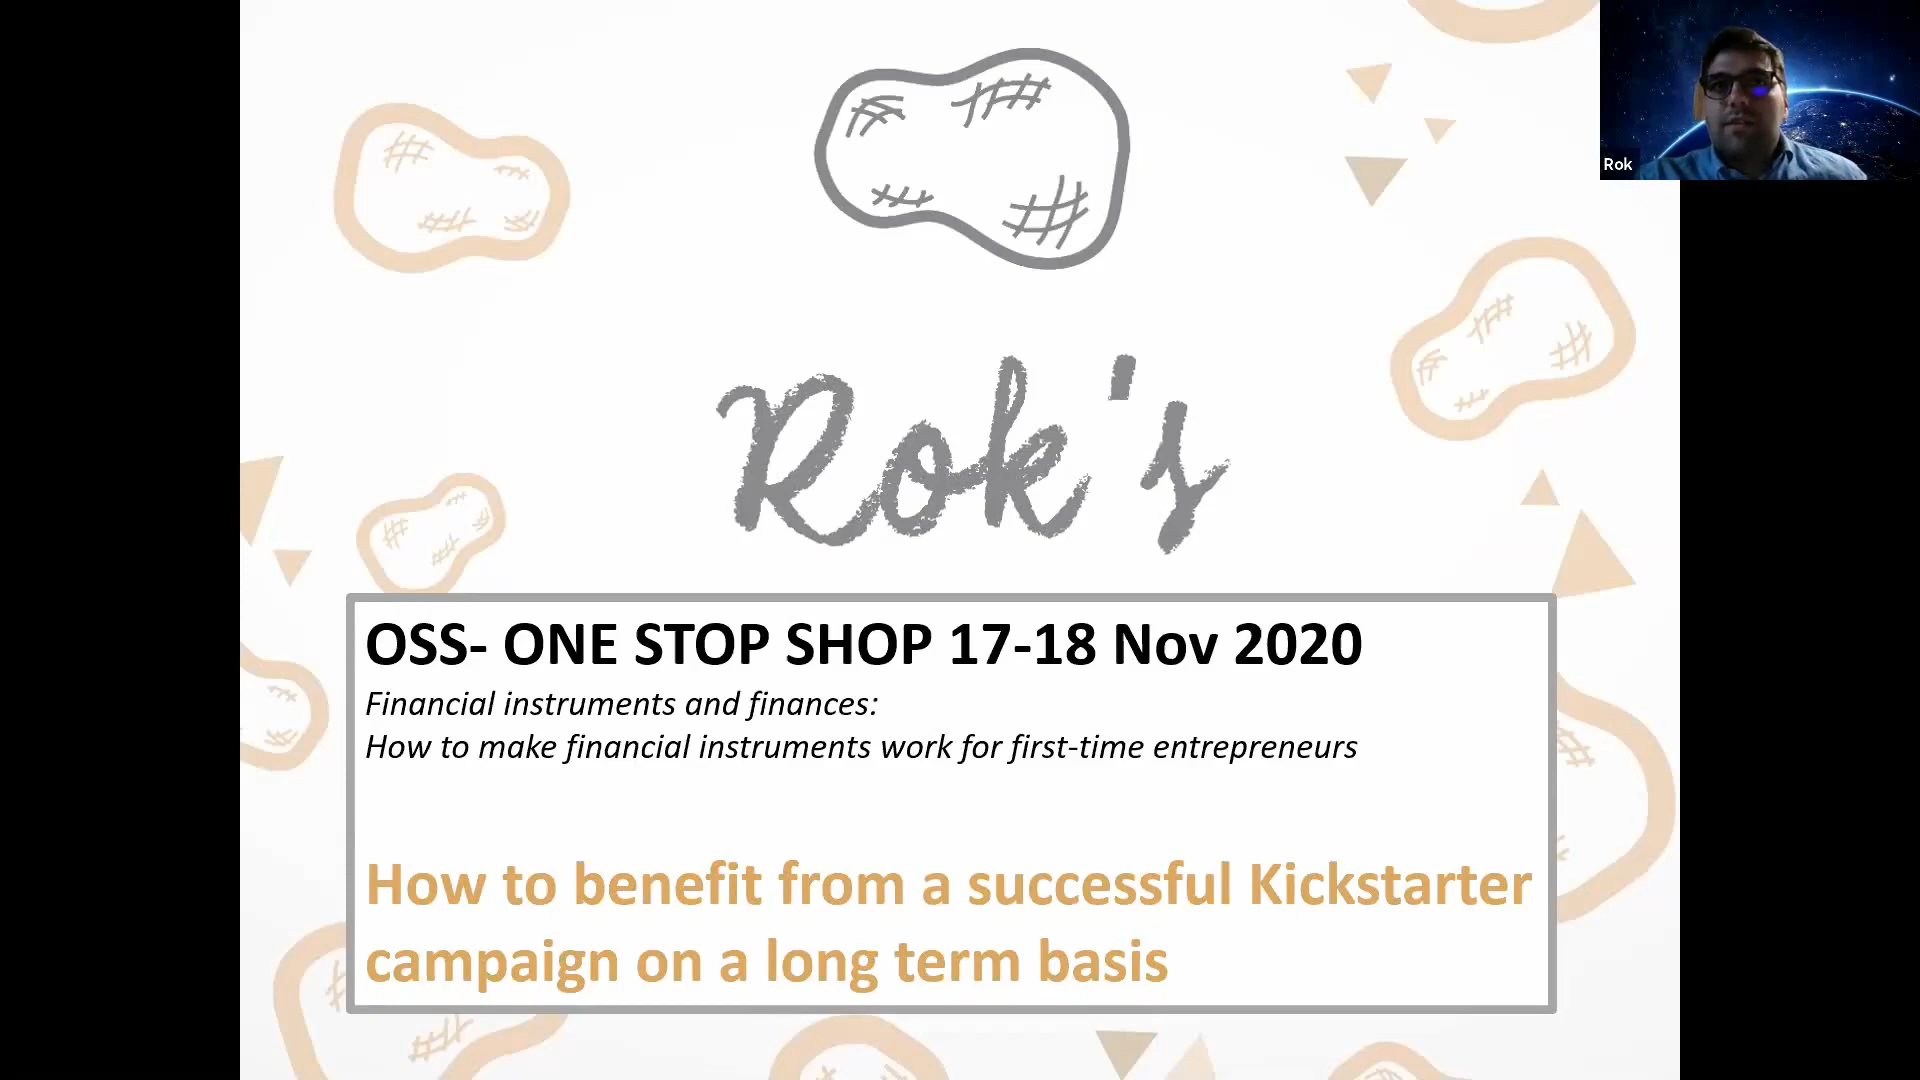 Rok
Rok's
OSS- ONE STOP SHOP 17-18 Nov 2020
Financial instruments and finances:
How to make financial instruments work for first-time entrepreneurs
How to benefit from a successful Kickstarter
campaign on a long term basis